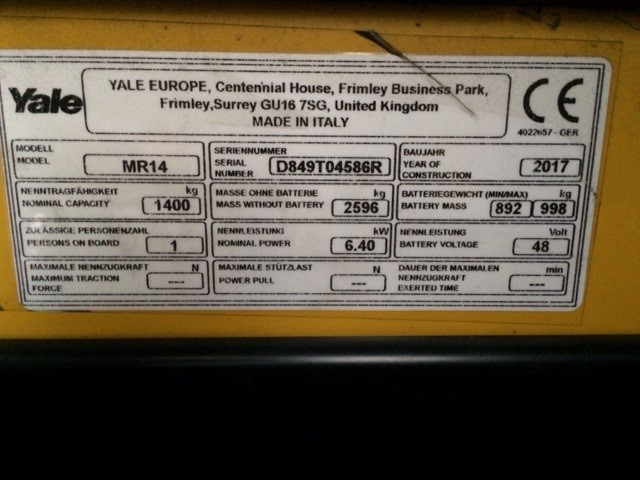 Yale
YALE EUROPE, Centennial House, Frimley Business Park,
Frimley,Surrey GU16 7SG, United Kingdom
MADE IN ITALY
CE
4022657 - GER
MODELL
MODEL
MR14
SERIENNUMMER
SERIAL
NUMBER
D849T04586R
BAUJAHR
YEAR OF
CONSTRUCTION
2017
NENNTRAGFÄHIGKEIT kg
NOMINAL CAPACITY 1400
MASSE OHNE BATTERIE kg
MASS WITHOUT BATTERY 2596
BATTERIEGEWICHT (MIN/MAX) kg
BATTERY MASS 892 998
ZULÄSSIGE PERSONENZAHL
PERSONS ON BOARD 1
NENNLEISTUNG kW
NOMINAL POWER 6.40
NENNLEISTUNG Volt
BATTERY VOLTAGE 48
MAXIMALE NENNZUGKRAFT N
MAXIMUM TRACTION
FORCE ---
MAXIMALE STÜTZLAST N
POWER PULL ---
DAUER DER MAXIMALEN min
NENNZUGKRAFT
EXERTED TIME ---